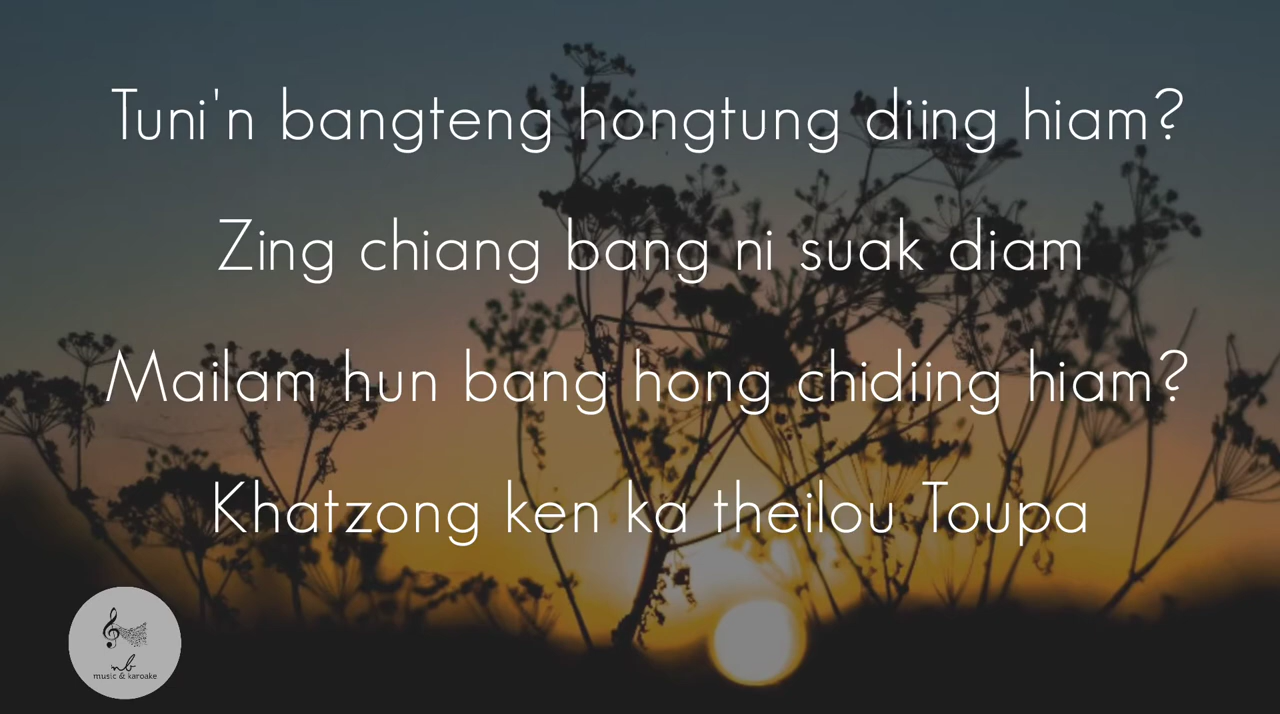 Tuni'n bangteng hongtung diing hiam?
Zing chiang bang ni suak diam
Mailam hun bang hong chidiing hiam?
Khatzong ken ka theilou Toupa
nb
music & karoake